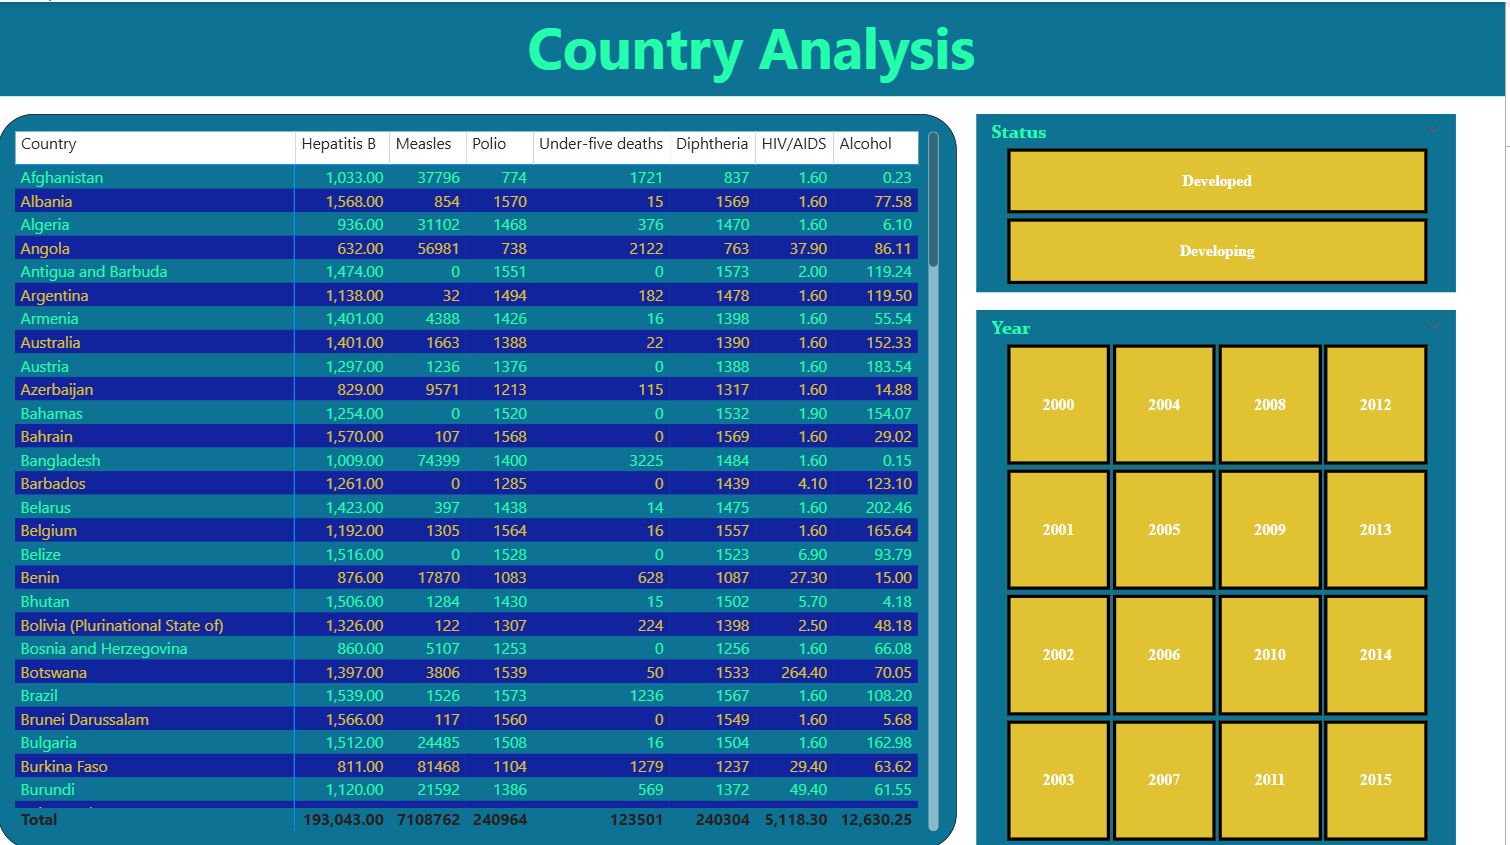 Country Analysis
Country Hepatitis B Measles Polio Under-five deaths Diphtheria HIV/AIDS Alcohol
Afghanistan 1,033.00 37796 774 1721 837 1.60 0.23
Albania 1,568.00 854 1570 15 1569 1.60 77.58
Algeria 936.00 31102 1468 376 1470 1.60 6.10
Angola 632.00 56981 738 2122 763 37.90 86.11
Antigua and Barbuda 1,474.00 0 1551 0 1573 2.00 119.24
Argentina 1,138.00 32 1494 182 1478 1.60 119.50
Armenia 1,401.00 4388 1426 16 1398 1.60 55.54
Australia 1,401.00 1663 1388 22 1390 1.60 152.33
Austria 1,297.00 1236 1376 0 1388 1.60 183.54
Azerbaijan 829.00 9571 1213 115 1317 1.60 14.88
Bahamas 1,254.00 0 1520 0 1532 1.90 154.07
Bahrain 1,570.00 107 1568 0 1569 1.60 29.02
Bangladesh 1,009.00 74399 1400 3225 1484 1.60 0.15
Barbados 1,261.00 0 1285 0 1439 4.10 123.10
Belarus 1,423.00 397 1438 14 1475 1.60 202.46
Belgium 1,192.00 1305 1564 16 1557 1.60 165.64
Belize 1,516.00 0 1528 0 1523 6.90 93.79
Benin 876.00 17870 1083 628 1087 27.30 15.00
Bhutan 1,506.00 1284 1430 15 1502 5.70 4.18
Bolivia (Plurinational State of) 1,326.00 122 1307 224 1398 2.50 48.18
Bosnia and Herzegovina 860.00 5107 1253 0 1256 1.60 66.08
Botswana 1,397.00 3806 1539 50 1533 264.40 70.05
Brazil 1,539.00 1526 1573 1236 1567 1.60 108.20
Brunei Darussalam 1,566.00 117 1560 0 1549 1.60 5.68
Bulgaria 1,512.00 24485 1508 16 1504 1.60 162.98
Burkina Faso 811.00 81468 1104 1279 1237 29.40 63.62
Burundi 1,120.00 21592 1386 569 1372 49.40 61.55
Total 193,043.00 7108762 240964 123501 240304 5,118.30 12,630.25
Status
Developed
Developing
Year
2000 2004 2008 2012
2001 2005 2009 2013
2002 2006 2010 2014
2003 2007 2011 2015